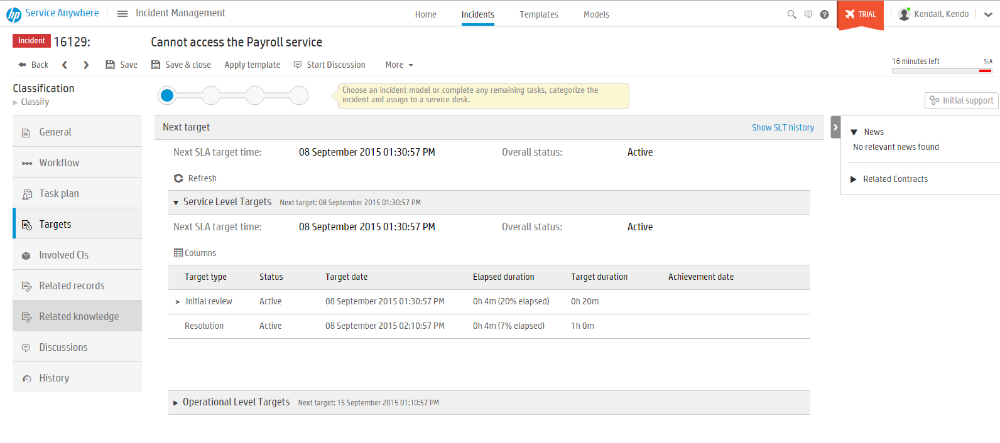 hp Service Anywhere Incident Management Home Incidents Templates Models TRIAL Kendall, Kendo
Incident 16129: Cannot access the Payroll service
Back Save Save & close Apply template Start Discussion More
16 minutes left SLA
Classification
Classify
Choose an incident model or complete any remaining tasks, categorize the
incident and assign to a service desk.
Initial support
General
Workflow
Task plan
Targets
Involved CIs
Related records
Related knowledge
Discussions
History
Next target Show SLT history
Next SLA target time: 08 September 2015 01:30:57 PM Overall status: Active
Refresh
Service Level Targets Next target: 08 September 2015 01:30:57 PM
Next SLA target time: 08 September 2015 01:30:57 PM Overall status: Active
Columns
Target type Status Target date Elapsed duration Target duration Achievement date
Initial review Active 08 September 2015 01:30:57 PM 0h 4m (20% elapsed) 0h 20m
Resolution Active 08 September 2015 02:10:57 PM 0h 4m (7% elapsed) 1h 0m
Operational Level Targets Next target: 15 September 2015 01:10:57 PM
News
No relevant news found
Related Contracts